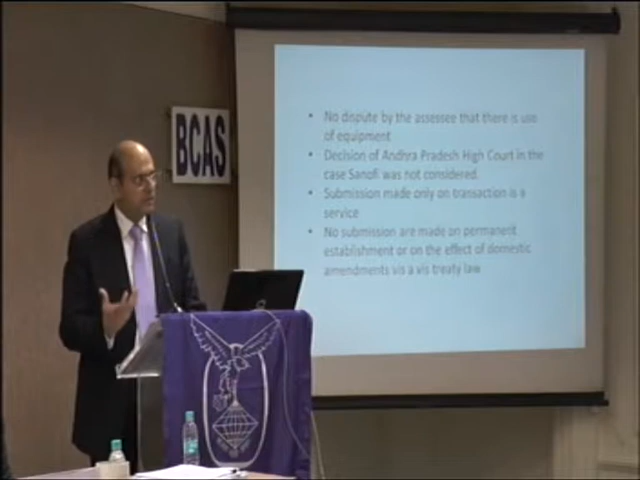 BCAS
• No dispute by the assessee that there is use
of equipment
• Decision of Andhra Pradesh High Court in the
case Sanofi was not considered.
• Submission made only on transaction is a
service
• No submission are made on permanent
establishment or on the effect of domestic
amendments vis a vis treaty law